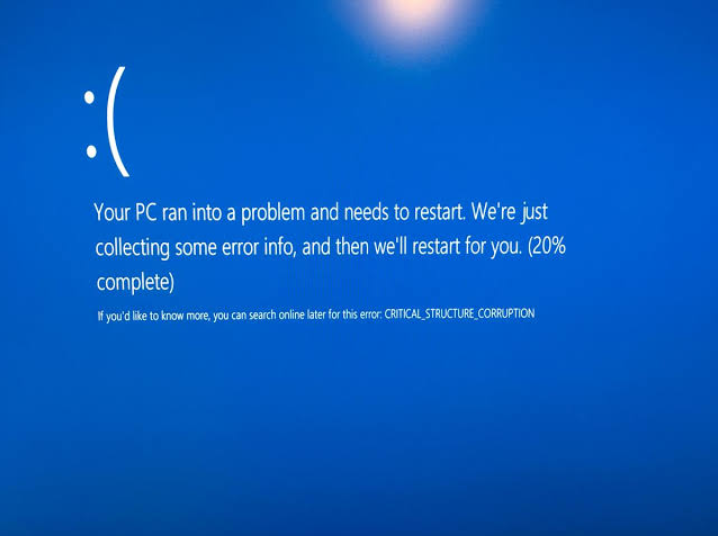 :(
Your PC ran into a problem and needs to restart. We're just
collecting some error info, and then we'll restart for you. (20%
complete)
If you'd like to know more, you can search online later for this error: CRITICAL_STRUCTURE_CORRUPTION